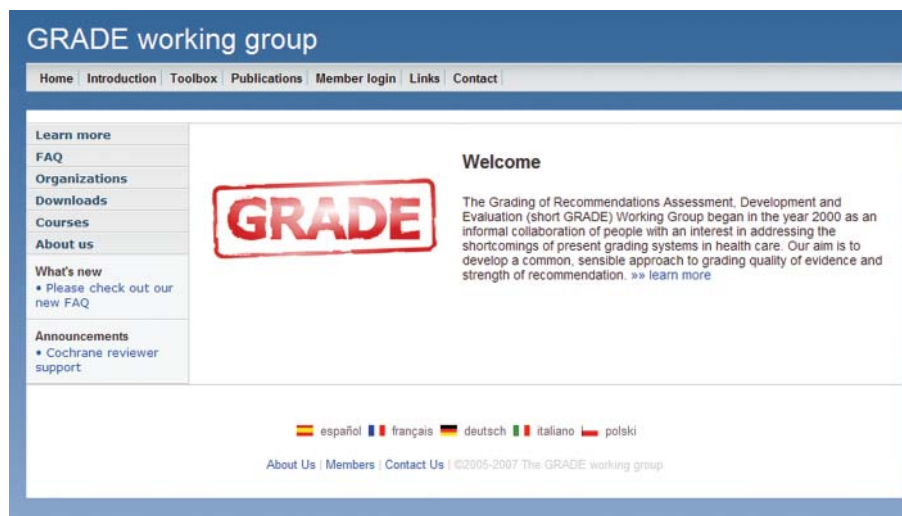 GRADE working group
Home Introduction Toolbox Publications Member login Links Contact
Learn more
FAQ
Organizations
Downloads
Courses
About us
What's new
• Please check out our
new FAQ
Announcements
• Cochrane reviewer
support
GRADE
Welcome
The Grading of Recommendations Assessment, Development and
Evaluation (short GRADE) Working Group began in the year 2000 as an
informal collaboration of people with an interest in addressing the
shortcomings of present grading systems in health care. Our aim is to
develop a common, sensible approach to grading quality of evidence and
strength of recommendation. »» learn more
español français deutsch italiano polski
About Us | Members | Contact Us | ©2005-2007 The GRADE working group